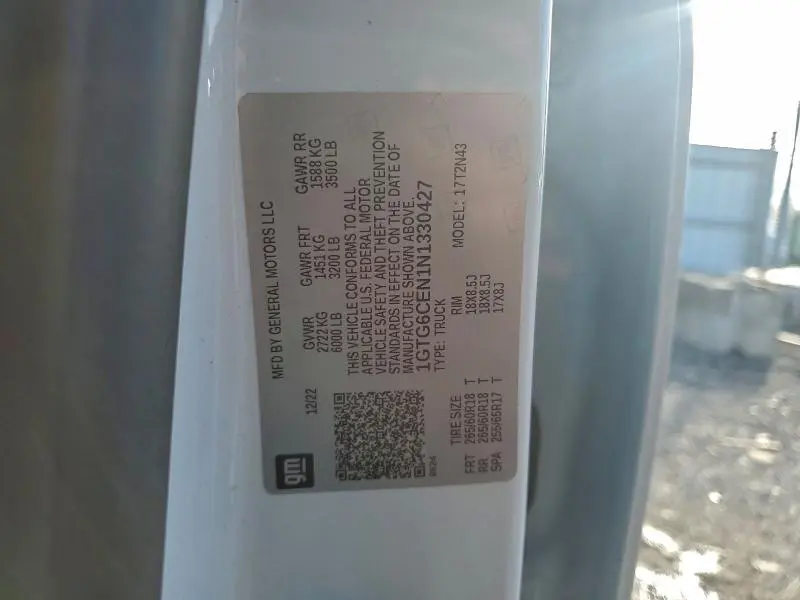 gm
MFD BY GENERAL MOTORS LLC
12/22
GVWR GAWR FRT GAWR RR
2722 KG 1451 KG 1588 KG
6000 LB 3200 LB 3500 LB
THIS VEHICLE CONFORMS TO ALL
APPLICABLE U.S. FEDERAL MOTOR
VEHICLE SAFETY AND THEFT PREVENTION
STANDARDS IN EFFECT ON THE DATE OF
MANUFACTURE SHOWN ABOVE.
1GTG6CEN1N1330427
TYPE: TRUCK MODEL: 17T2N43
TIRE SIZE RIM
FRT 265/60R18 T 18X8.5J
RR 265/60R18 T 18X8.5J
SPA 255/65R17 T 17X8J